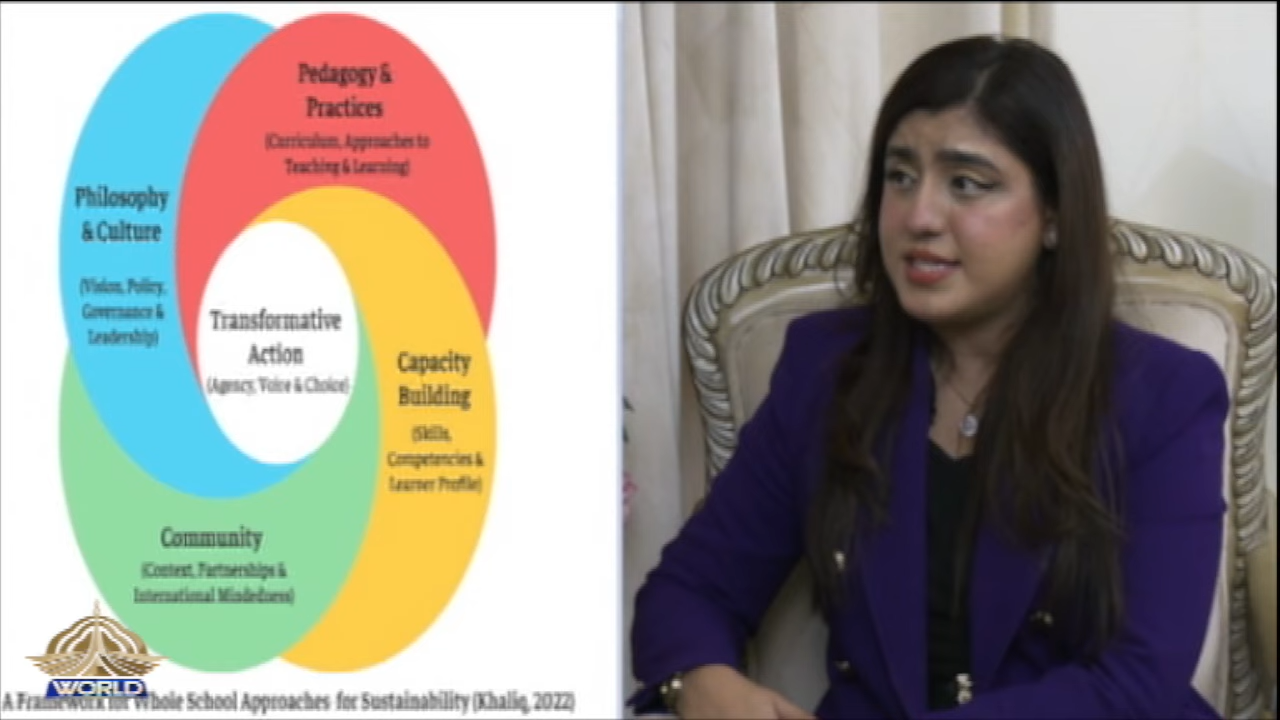 Pedagogy &
Practices
(Curriculum, Approaches to
Teaching & Learning)
Philosophy
& Culture
(Vision, Policy,
Governance &
Leadership)
Transformative
Action
(Agency, Voice & Choice)
Capacity
Building
(Skills,
Competencies &
Learner Profile)
Community
(Context, Partnerships &
International Mindedness)
WORLD
A Framework for Whole School Approaches for Sustainability (Khaliq, 2022)